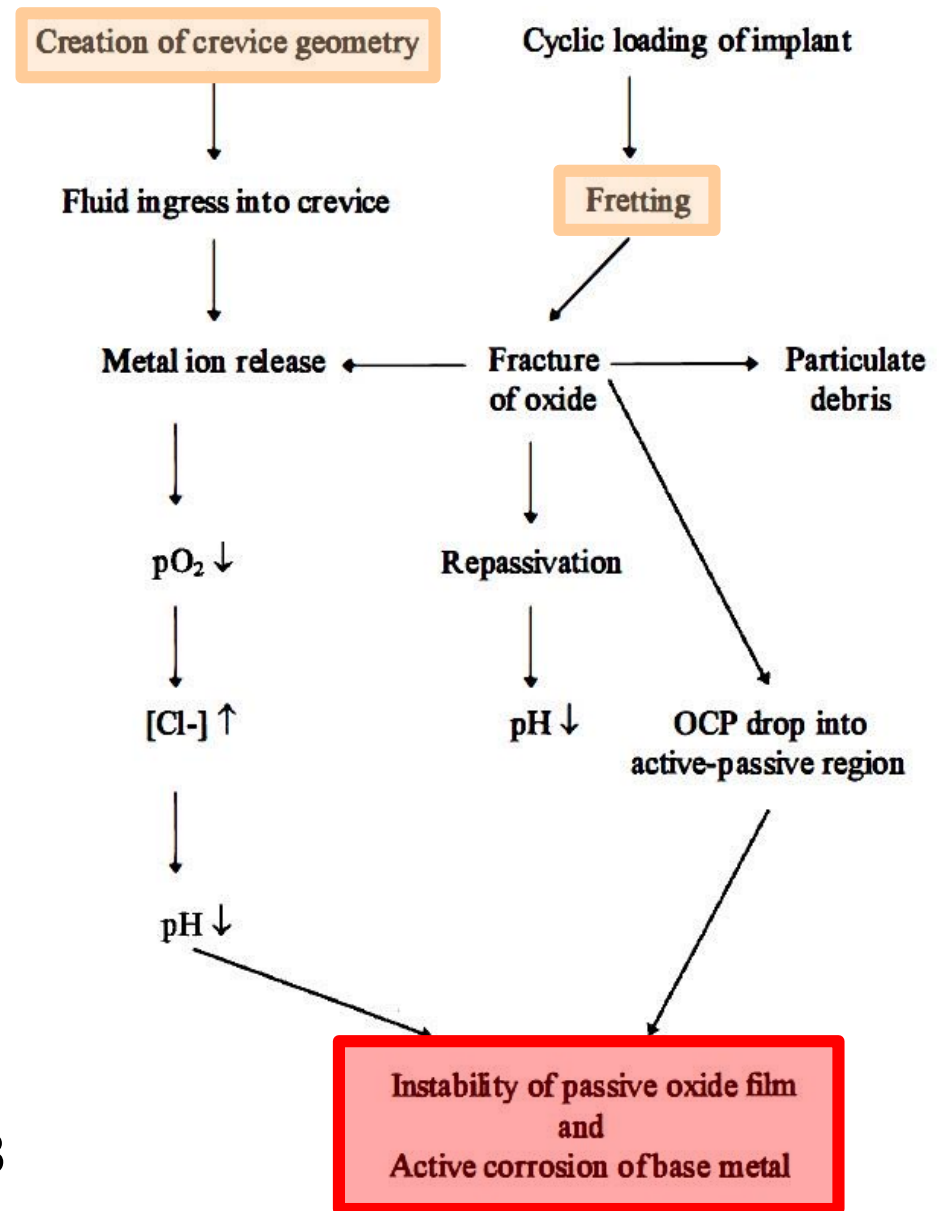 Creation of crevice geometry
Cyclic loading of implant
Fluid ingress into crevice
Fretting
Metal ion release
Fracture
of oxide
Particulate
debris
pO₂ ↓
Repassivation
[Cl-] ↑
pH ↓
OCP drop into
active-passive region
pH ↓
Instability of passive oxide film
and
Active corrosion of base metal